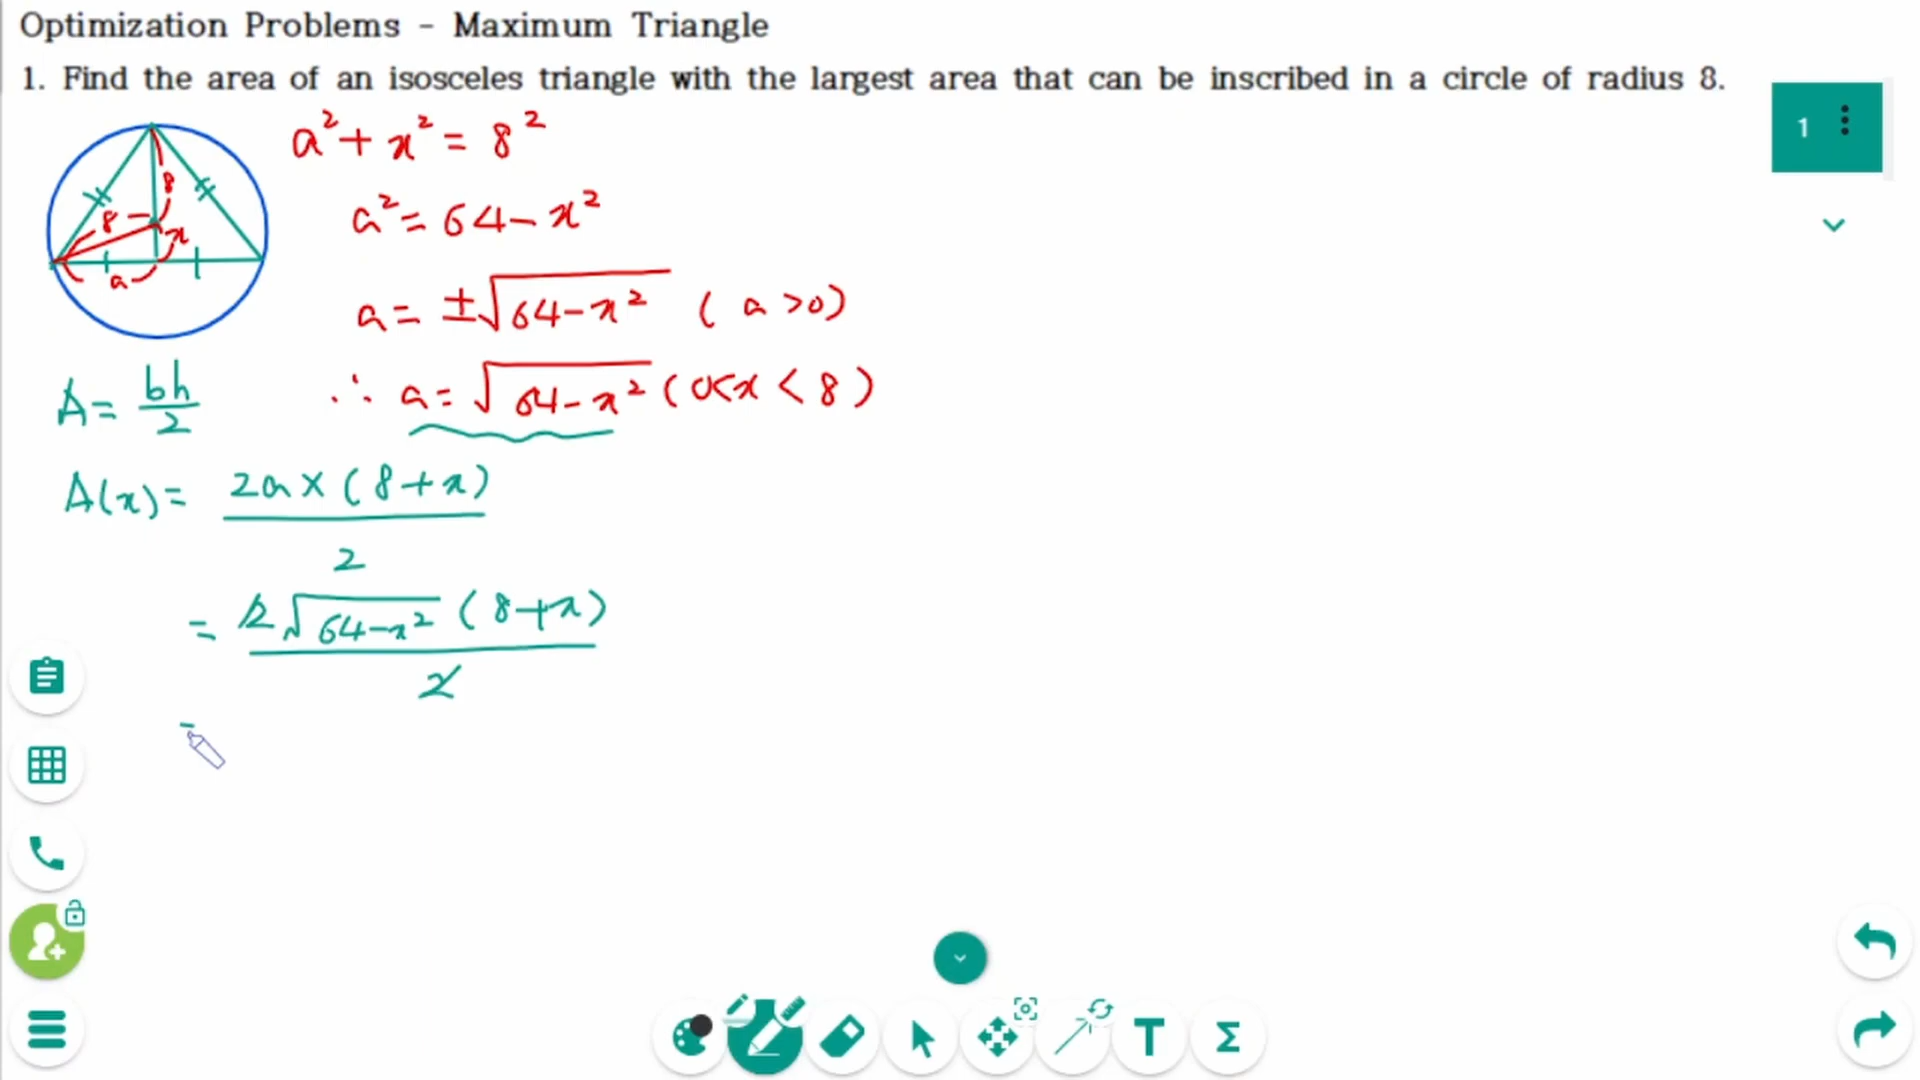 Optimization Problems - Maximum Triangle
1. Find the area of an isosceles triangle with the largest area that can be inscribed in a circle of radius 8.
1
8
8
x
a
a² + x² = 8²
a² = 64 - x²
a = ±√(64 - x²) (a > 0)
∴ a = √(64 - x²) (0 < x < 8)
A = bh/2
A(x) = 2a × (8 + x)
2
= 2√(64 - x²) (8 + x)
2
T
Σ